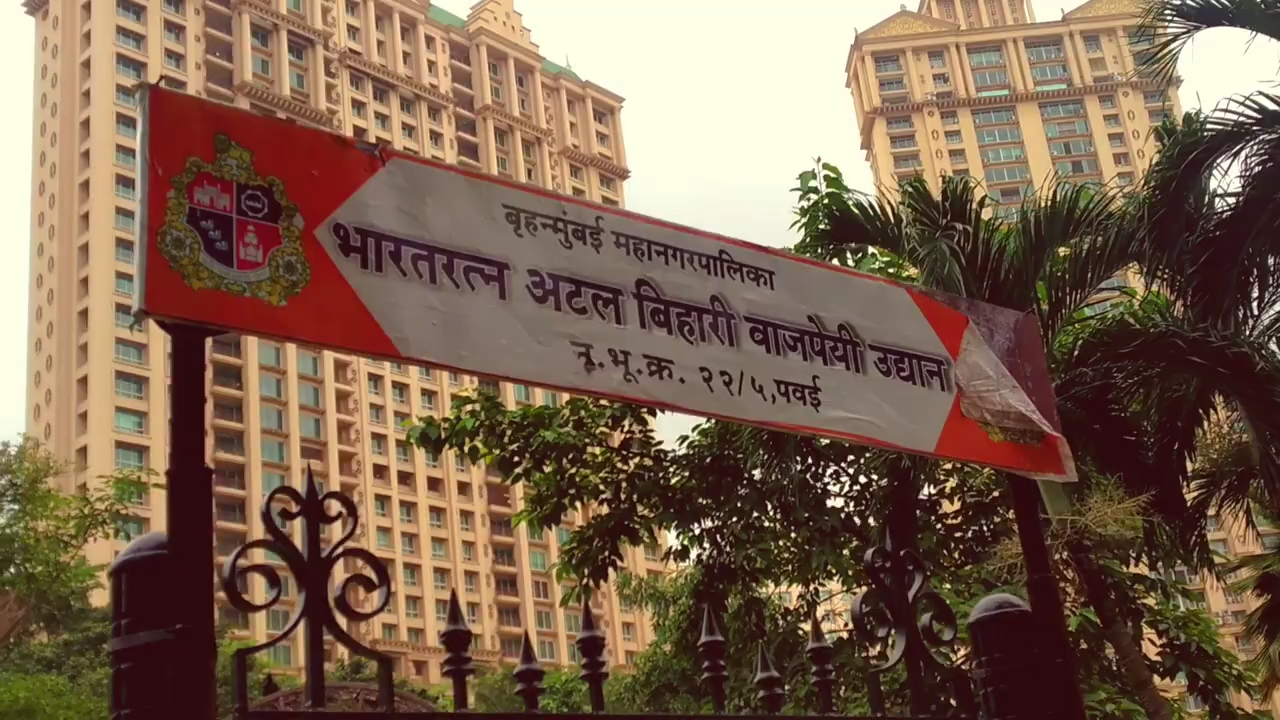 बृहन्मुंबई महानगरपालिका
भारतरत्न अटल बिहारी वाजपेयी उद्यान
न.भू.क्र. २२/५,पवई